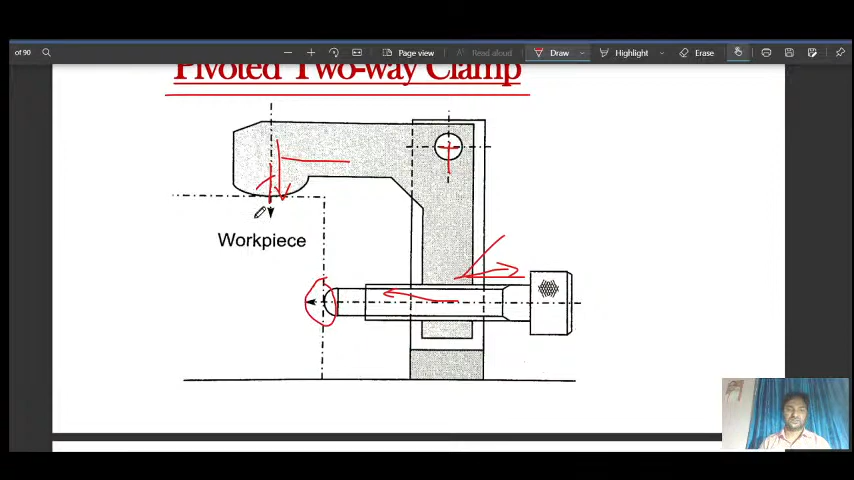 of 90
Page view
Read aloud
Draw
Highlight
Erase
Pivoted Two-way Clamp
Workpiece